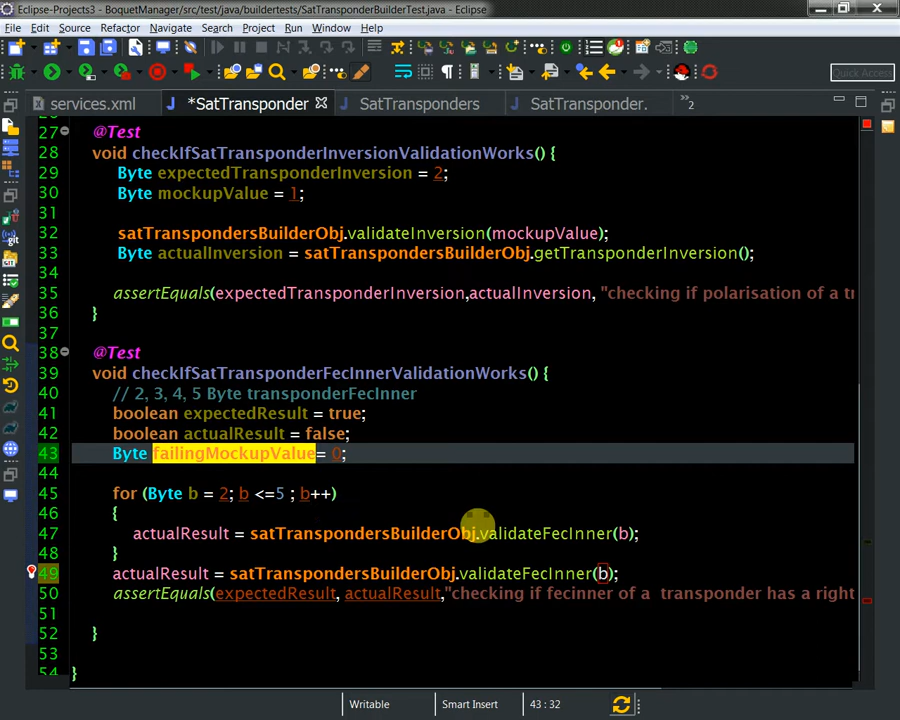 Eclipse-Projects3 - BoquetManager/src/test/java/buildertests/SatTransponderBuilderTest.java - Eclipse
File Edit Source Refactor Navigate Search Project Run Window Help
Quick Access
services.xml *SatTransponder SatTransponders SatTransponder. »2
27 @Test
28 void checkIfSatTransponderInversionValidationWorks() {
29 Byte expectedTransponderInversion = 2;
30 Byte mockupValue = 1;
31
32 satTranspondersBuilderObj.validateInversion(mockupValue);
33 Byte actualInversion = satTranspondersBuilderObj.getTransponderInversion();
34
35 assertEquals(expectedTransponderInversion,actualInversion, "checking if polarisation of a tr
36 }
37
38 @Test
39 void checkIfSatTransponderFecInnerValidationWorks() {
40 // 2, 3, 4, 5 Byte transponderFecInner
41 boolean expectedResult = true;
42 boolean actualResult = false;
43 Byte failingMockupValue= 0;
44
45 for (Byte b = 2; b <=5 ; b++)
46 {
47 actualResult = satTranspondersBuilderObj.validateFecInner(b);
48 }
49 actualResult = satTranspondersBuilderObj.validateFecInner(b);
50 assertEquals(expectedResult, actualResult,"checking if fecinner of a  transponder has a right
51
52 }
53
54 }
Writable Smart Insert 43 : 32